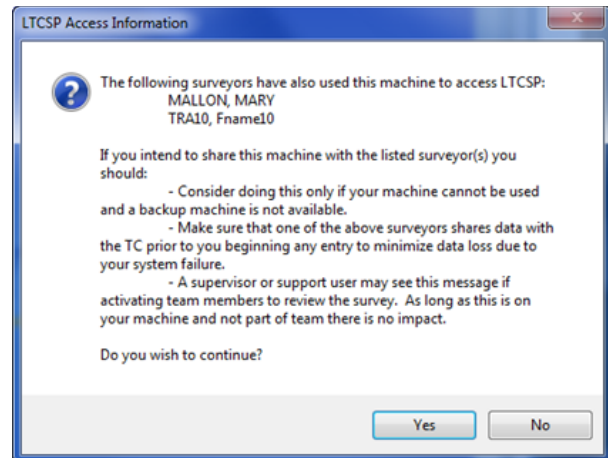 LTCSP Access Information
The following surveyors have also used this machine to access LTCSP:
MALLON, MARY
TRA10, Fname10
If you intend to share this machine with the listed surveyor(s) you
should:
- Consider doing this only if your machine cannot be used
and a backup machine is not available.
- Make sure that one of the above surveyors shares data with
the TC prior to you beginning any entry to minimize data loss due to
your system failure.
- A supervisor or support user may see this message if
activating team members to review the survey. As long as this is on
your machine and not part of team there is no impact.
Do you wish to continue?
Yes No